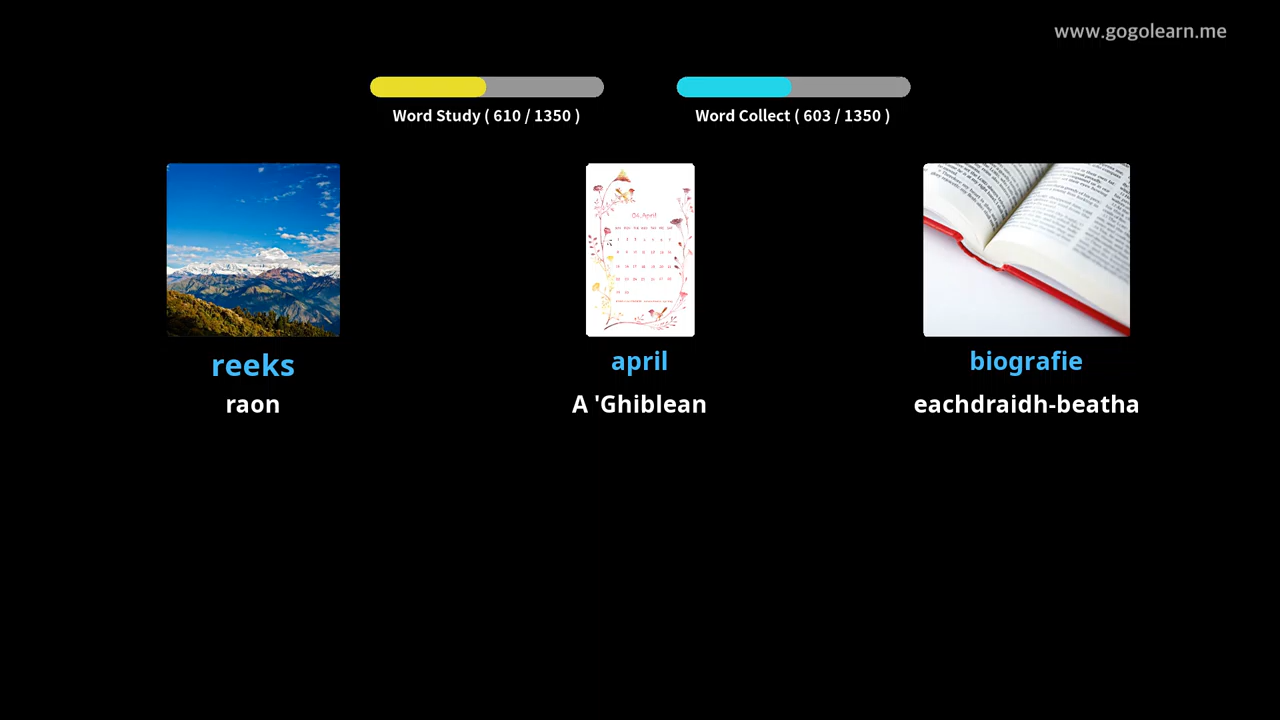 www.gogolearn.me
Word Study ( 610 / 1350 )
Word Collect ( 603 / 1350 )
reeks
april
biografie
raon
A 'Ghiblean
eachdraidh-beatha